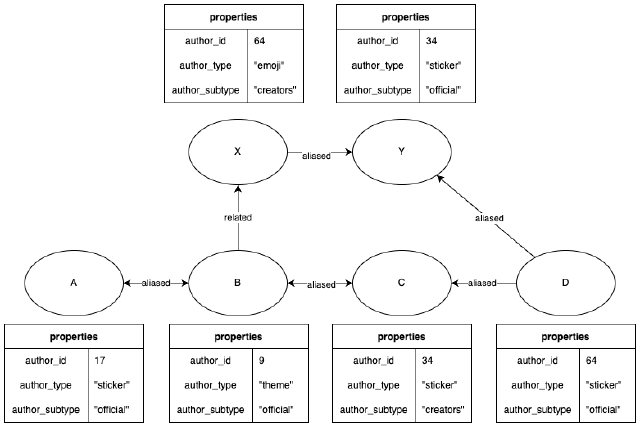 properties
author_id 64
author_type "emoji"
author_subtype "creators"
properties
author_id 34
author_type "sticker"
author_subtype "official"
X
aliased
Y
related
aliased
A
aliased
B
aliased
C
aliased
D
properties
author_id 17
author_type "sticker"
author_subtype "official"
properties
author_id 9
author_type "theme"
author_subtype "official"
properties
author_id 34
author_type "sticker"
author_subtype "creators"
properties
author_id 64
author_type "sticker"
author_subtype "official"